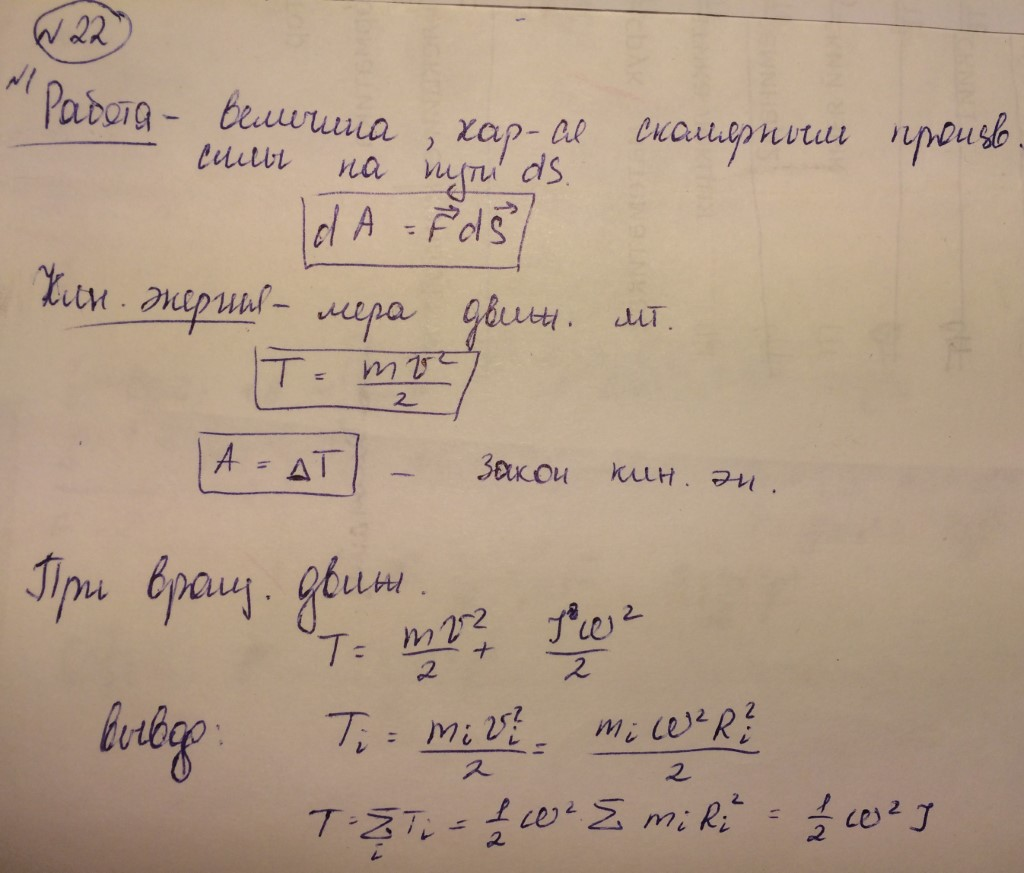 №22
№1
Работа - величина, хар-ся скалярным произв.
силы на пути dS.
dA = F⃗ dS⃗
Кин. энергия - мера движ. мт.
T = mv²/2
A = ΔT - Закон кин. эн.
При вращ. движ.
T = mv²/2 + Jω²/2
Вывдо: Tᵢ = mᵢvᵢ²/2 = mᵢω²Rᵢ²/2
T = ΣᵢTᵢ = 1/2 ω² Σ mᵢRᵢ² = 1/2 ω² J